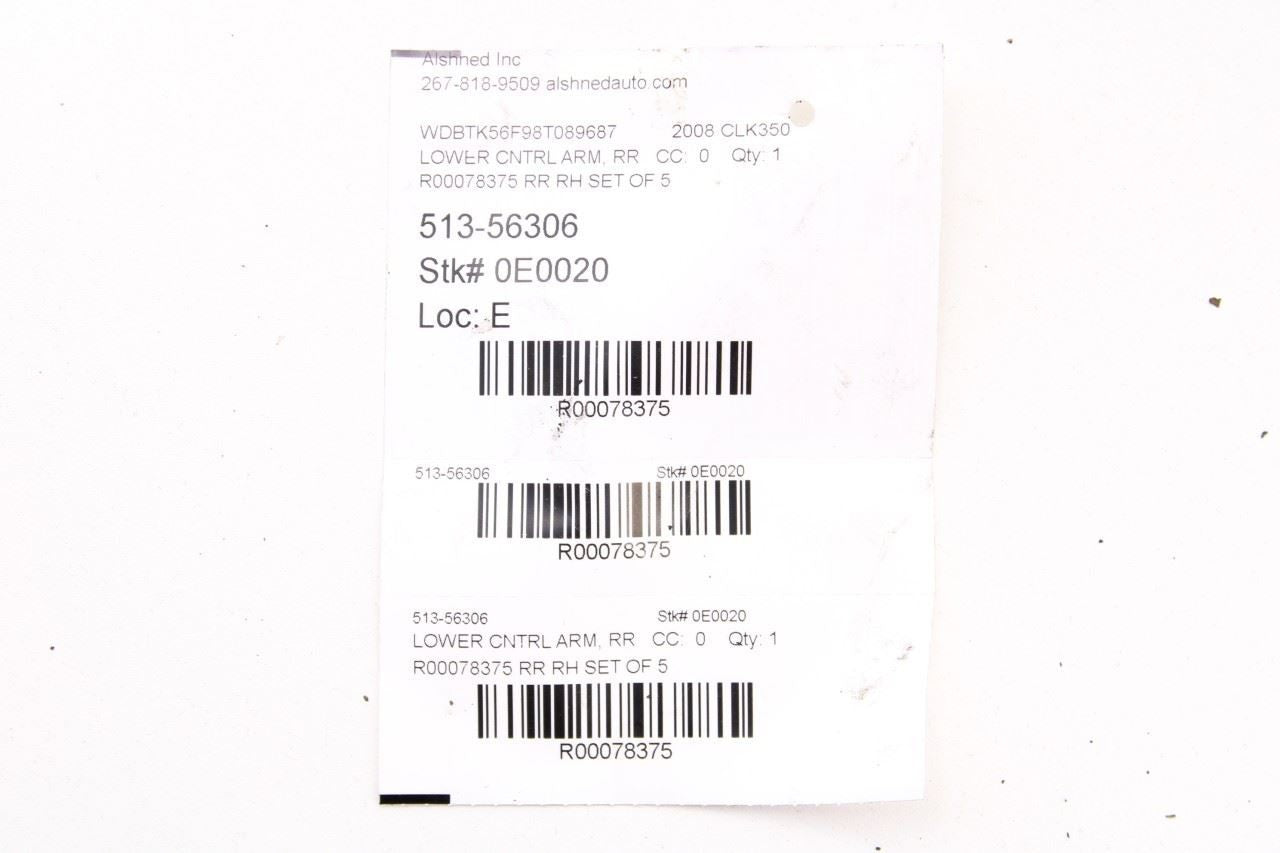 Alshned Inc
267-818-9509 alshnedauto.com
WDBTK56F98T089687 2008 CLK350
LOWER CNTRL ARM, RR CC: 0 Qty: 1
R00078375 RR RH SET OF 5
513-56306
Stk# 0E0020
Loc: E
R00078375
513-56306 Stk# 0E0020
R00078375
513-56306 Stk# 0E0020
LOWER CNTRL ARM, RR CC: 0 Qty: 1
R00078375 RR RH SET OF 5
R00078375